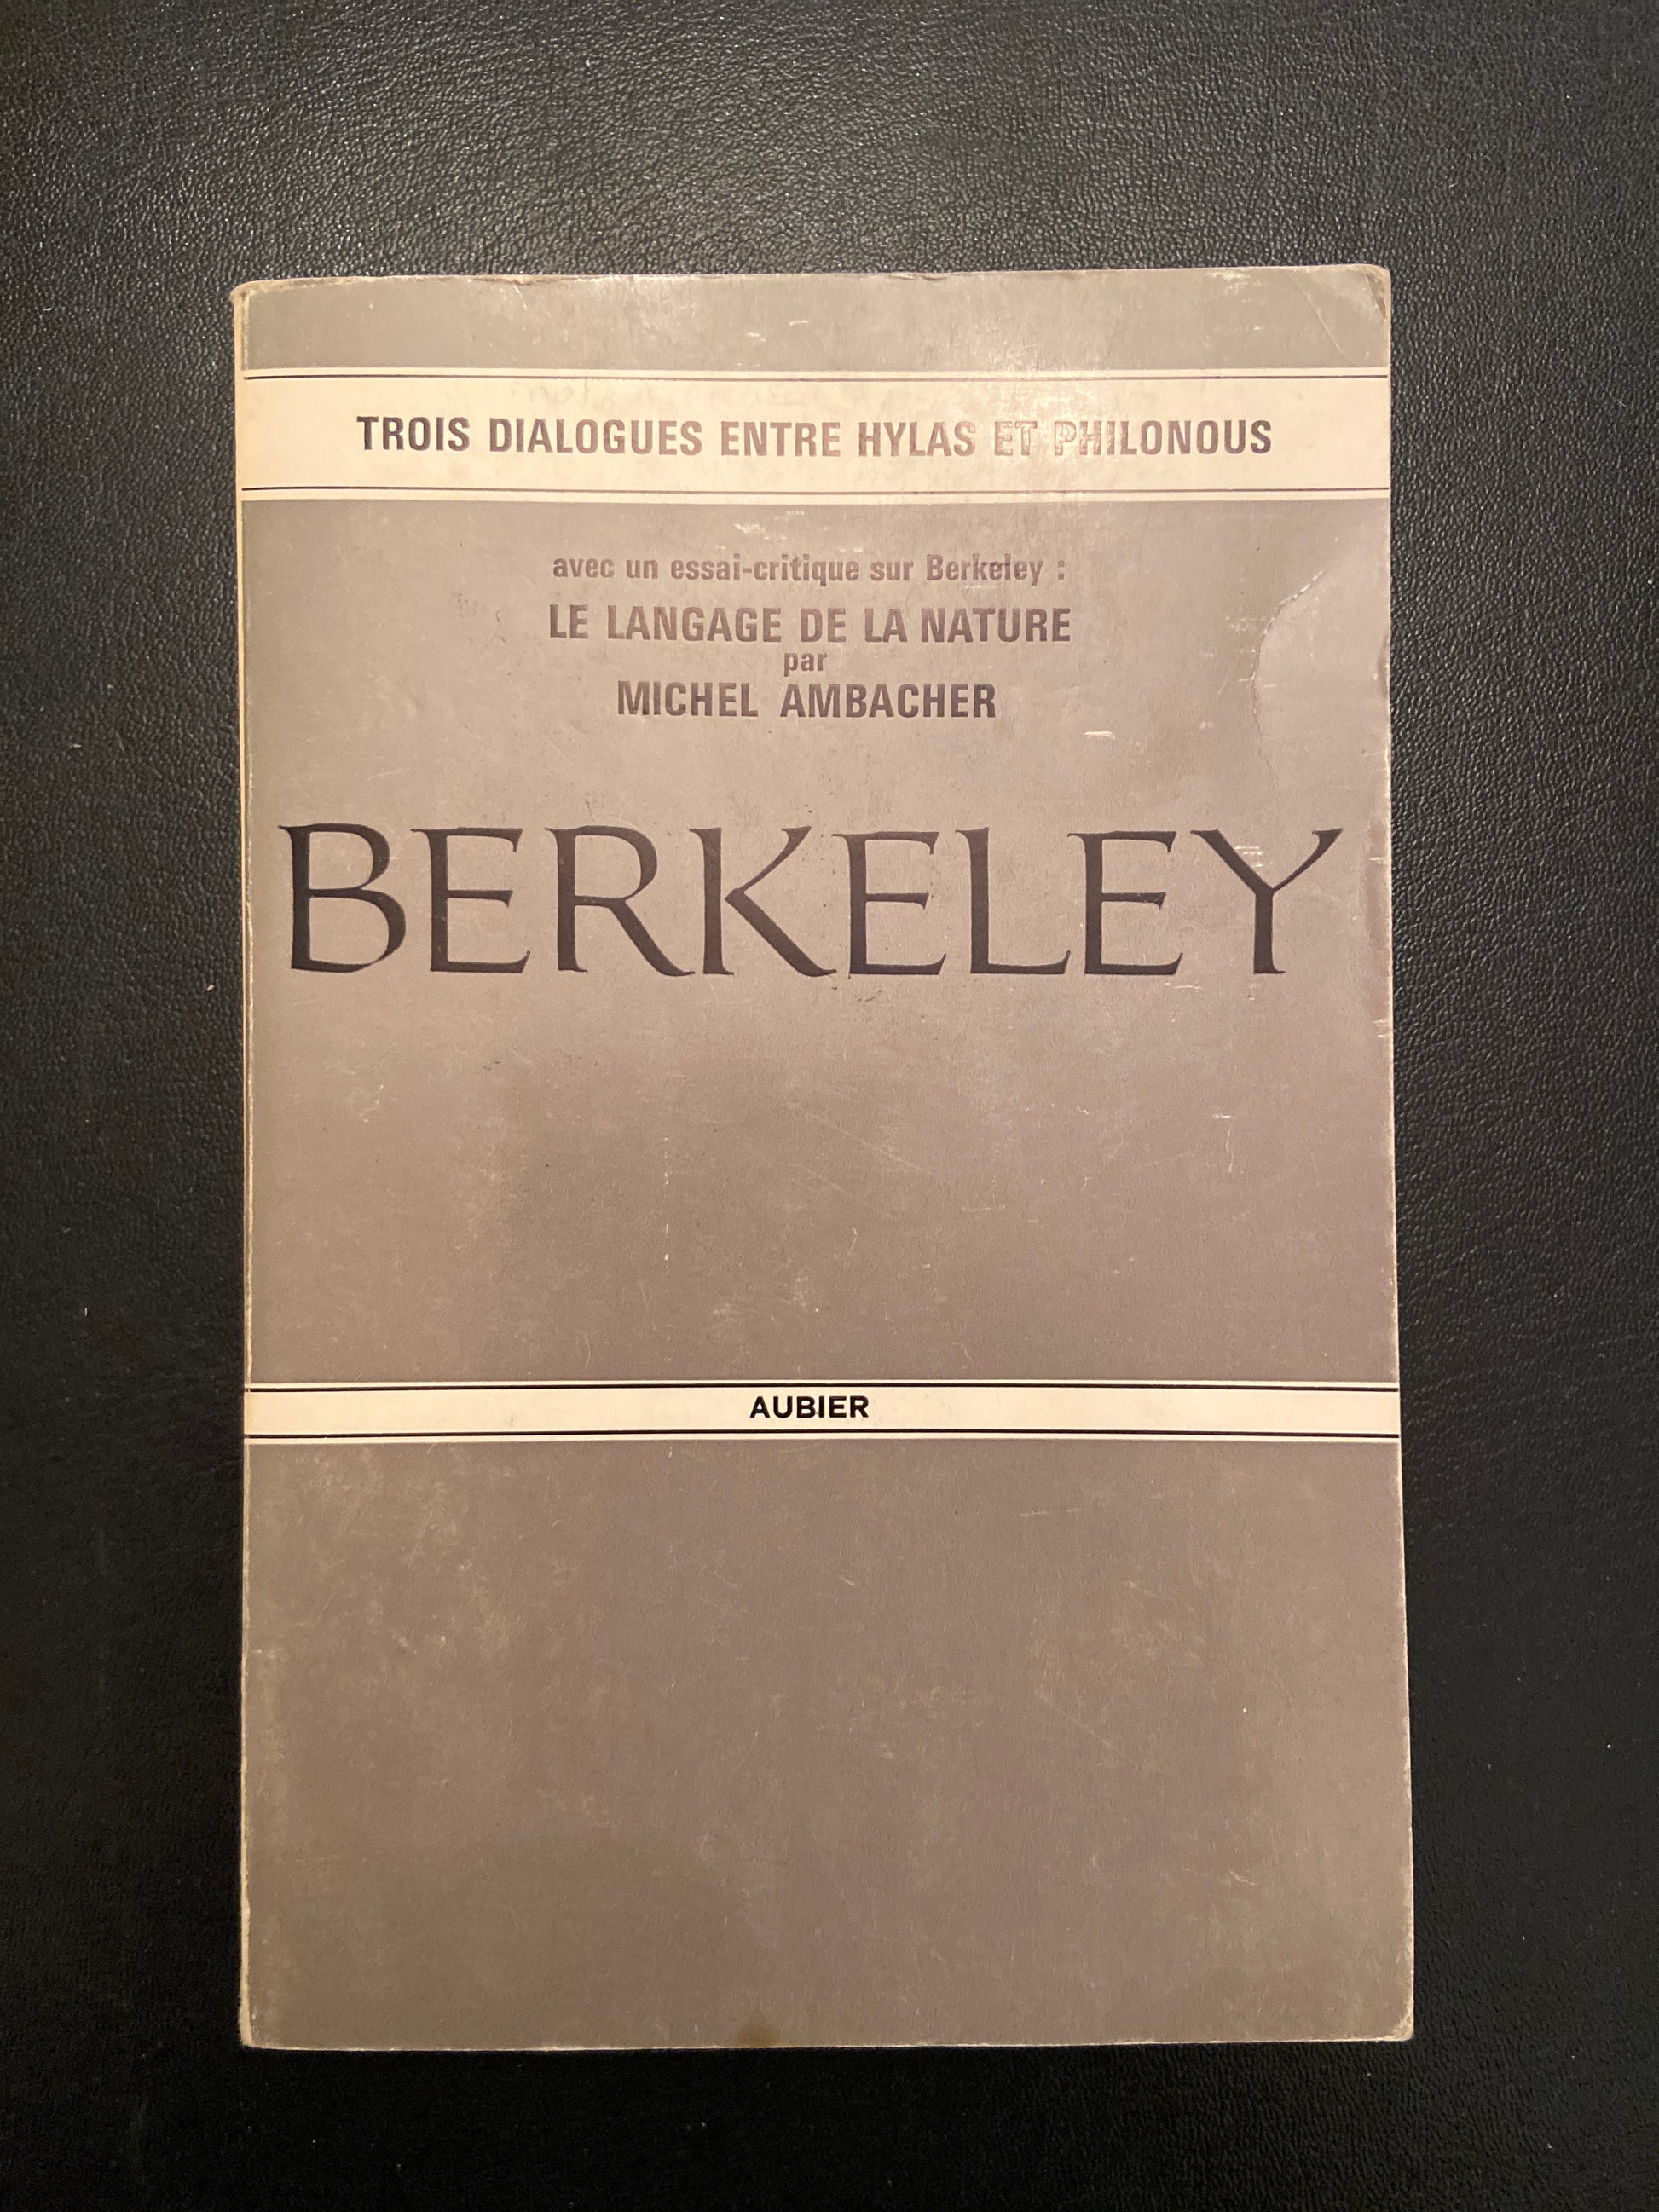 TROIS DIALOGUES ENTRE HYLAS ET PHILONOUS
avec un essai-critique sur Berkeley :
LE LANGAGE DE LA NATURE
par
MICHEL AMBACHER
BERKELEY
AUBIER